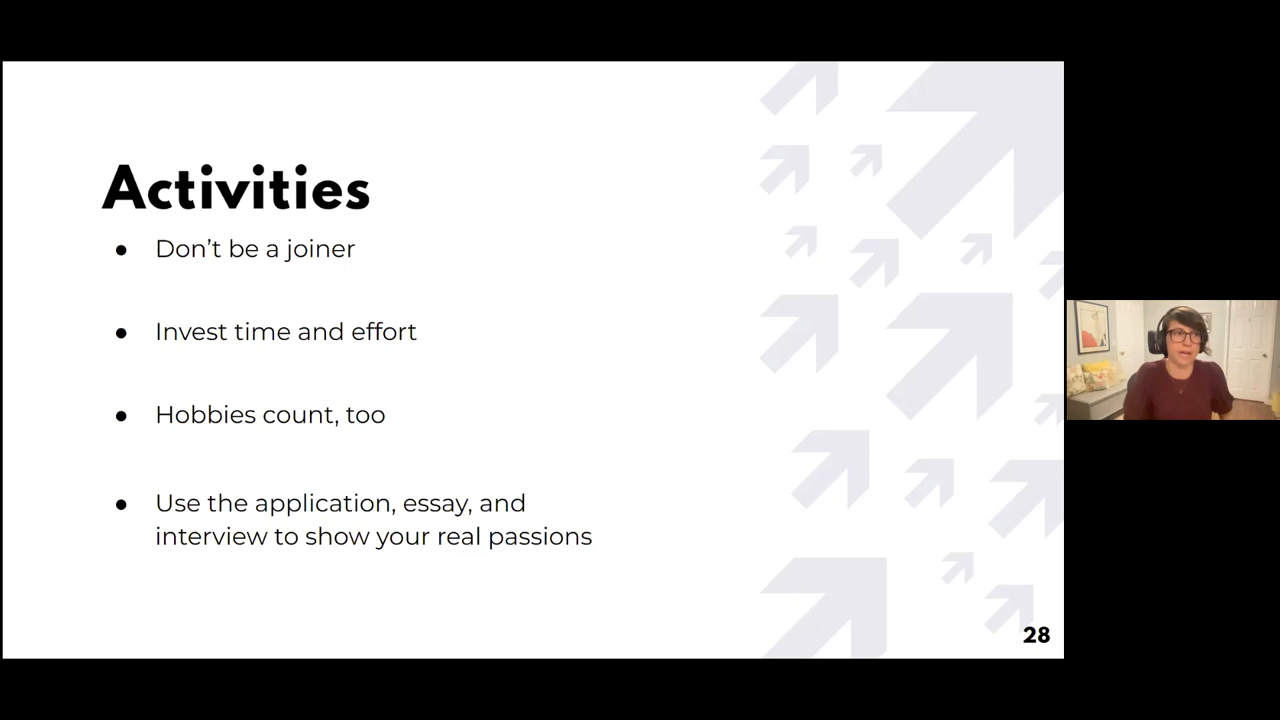 Activities
● Don’t be a joiner
● Invest time and effort
● Hobbies count, too
● Use the application, essay, and
interview to show your real passions
28